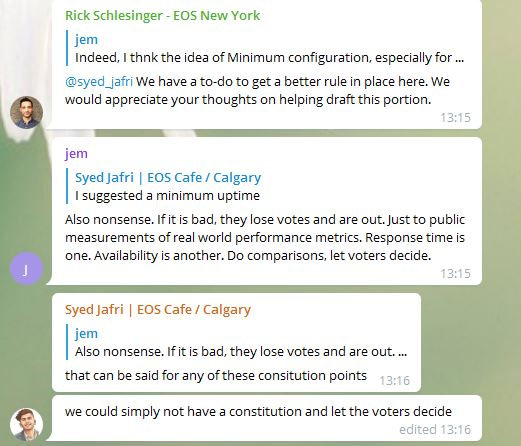 Rick Schlesinger - EOS New York
jem
Indeed, I thnk the idea of Minimum configuration, especially for ...
@syed_jafri We have a to-do to get a better rule in place here. We
would appreciate your thoughts on helping draft this portion.
13:15
jem
Syed Jafri | EOS Cafe / Calgary
I suggested a minimum uptime
Also nonsense. If it is bad, they lose votes and are out. Just to public
measurements of real world performance metrics. Response time is
one. Availability is another. Do comparisons, let voters decide.
13:15
J
Syed Jafri | EOS Cafe / Calgary
jem
Also nonsense. If it is bad, they lose votes and are out. ...
that can be said for any of these consitution points 13:16
we could simply not have a constitution and let the voters decide
edited 13:16